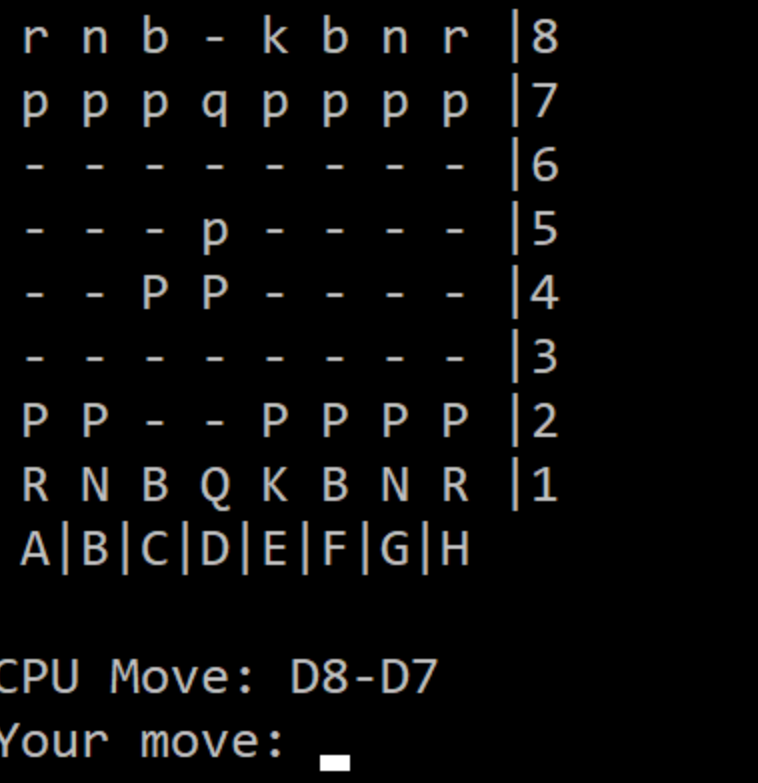 r n b - k b n r |8
p p p q p p p p |7
- - - - - - - - |6
- - - p - - - - |5
- - P P - - - - |4
- - - - - - - - |3
P P - - P P P P |2
R N B Q K B N R |1
A|B|C|D|E|F|G|H
CPU Move: D8-D7
Your move: